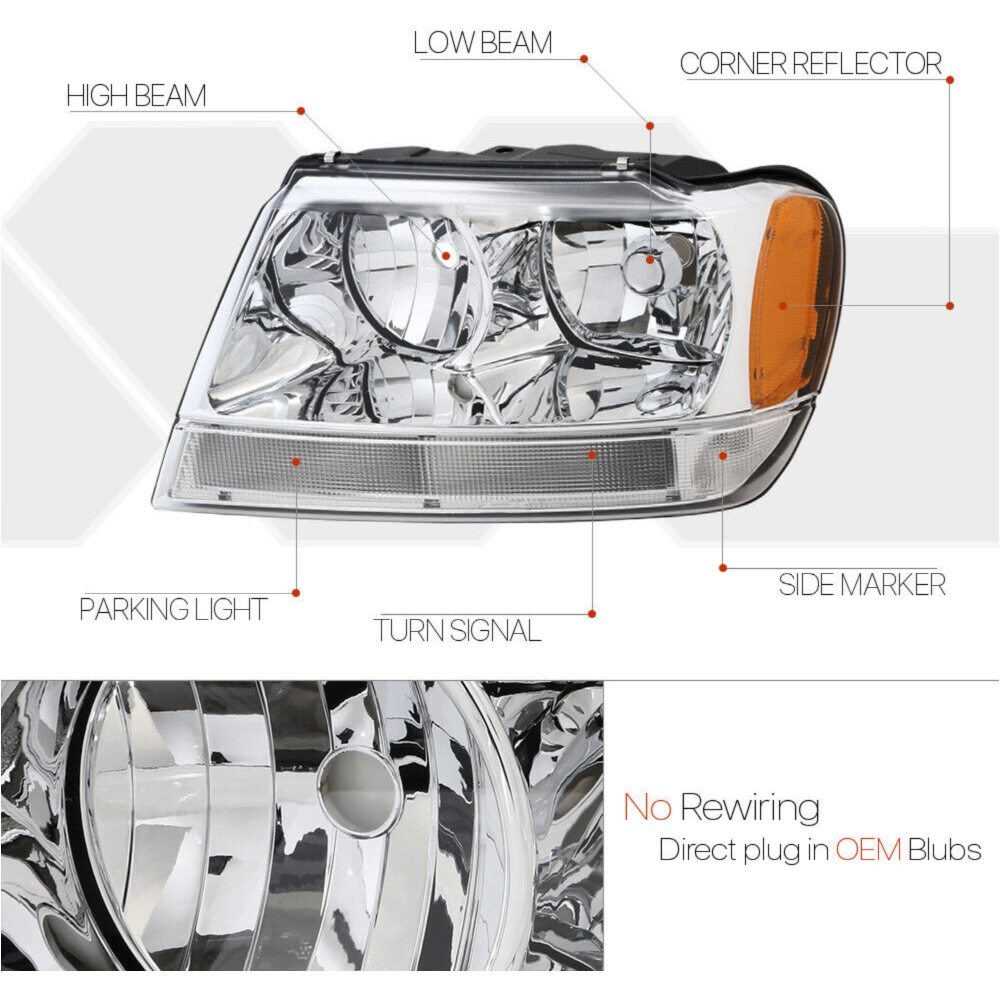 LOW BEAM
CORNER REFLECTOR
HIGH BEAM
SIDE MARKER
PARKING LIGHT
TURN SIGNAL
No Rewiring
Direct plug in OEM Blubs